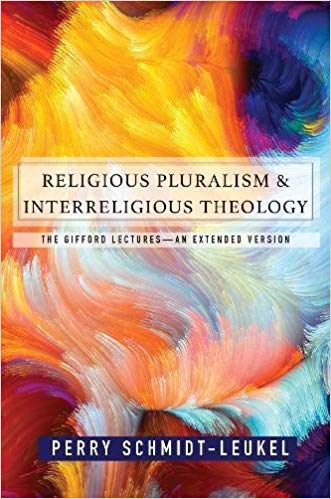 RELIGIOUS PLURALISM &
INTERRELIGIOUS THEOLOGY
THE GIFFORD LECTURES—AN EXTENDED VERSION
PERRY SCHMIDT-LEUKEL